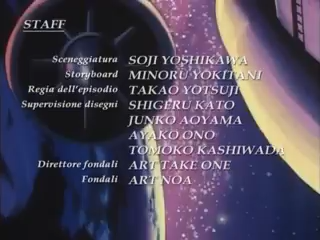 STAFF
Sceneggiatura SOJI YOSHIKAWA
Storyboard MINORU YOKITANI
Regia dell'episodio TAKAO YOTSUJI
Supervisione disegni SHIGERU KATO
JUNKO AOYAMA
AYAKO ONO
TOMOKO KASHIWADA
Direttore fondali ART TAKE ONE
Fondali ART NOA